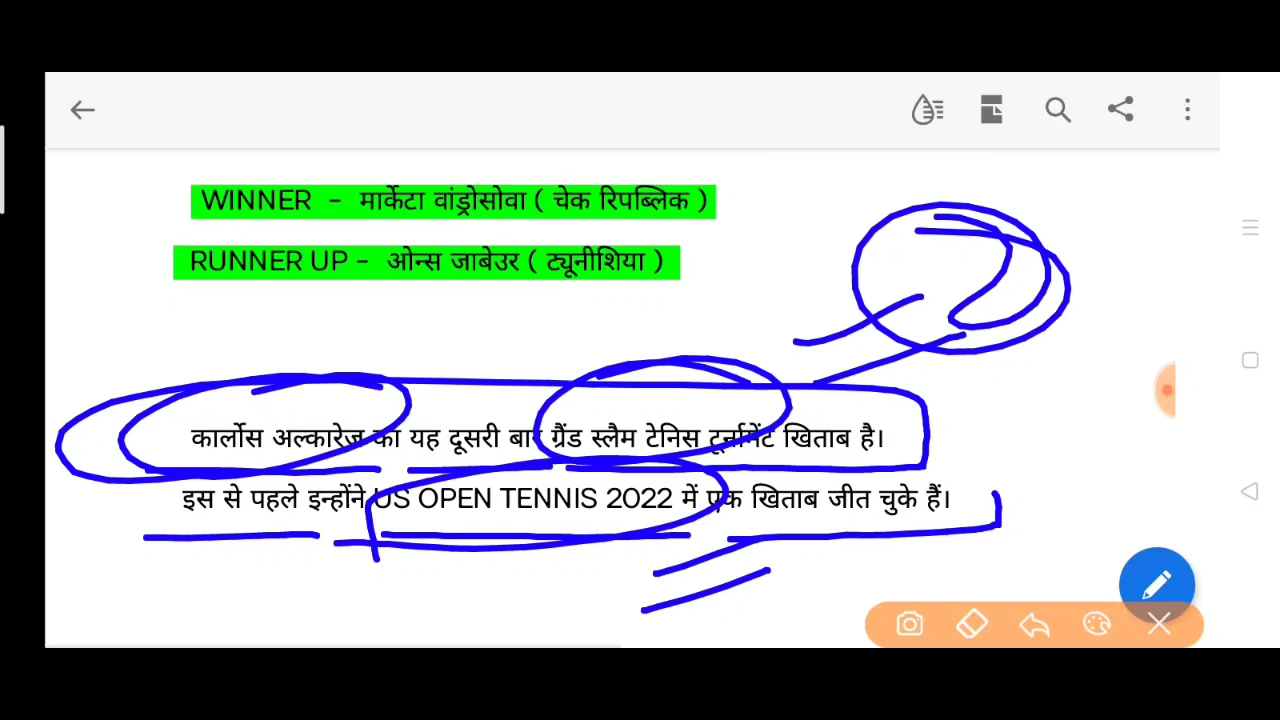 WINNER - मार्केटा वांड्रोसोवा ( चेक रिपब्लिक )
RUNNER UP - ओन्स जाबेउर ( ट्यूनीशिया )
कार्लोस अल्कारेज का यह दूसरी बार ग्रैंड स्लैम टेनिस टूर्नामेंट खिताब है।
इस से पहले इन्होंने US OPEN TENNIS 2022 में एक खिताब जीत चुके हैं।